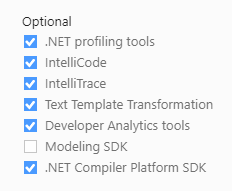 Optional
.NET profiling tools
IntelliCode
IntelliTrace
Text Template Transformation
Developer Analytics tools
Modeling SDK
.NET Compiler Platform SDK